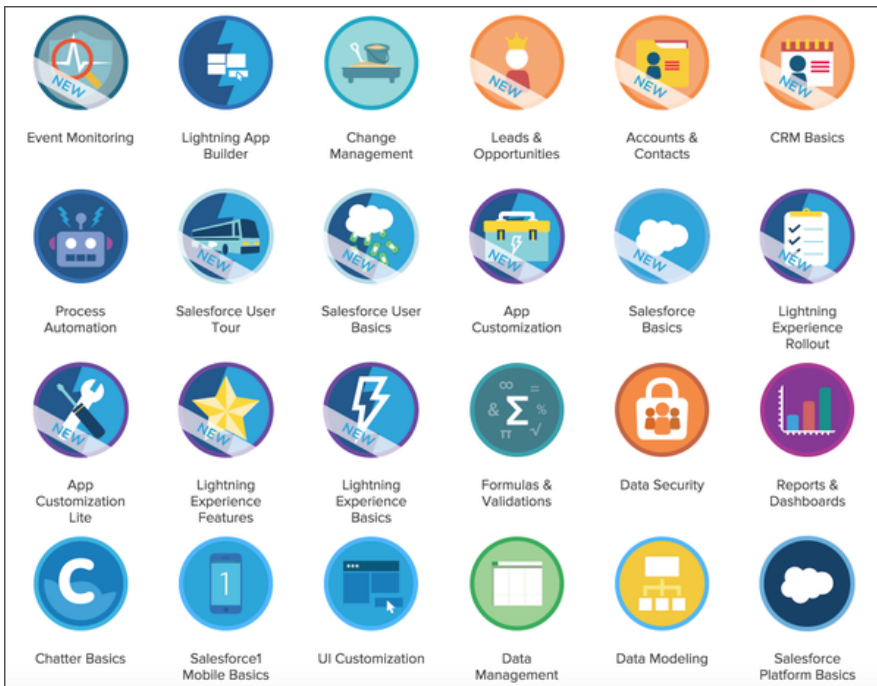 NEW
NEW
NEW
NEW
Event Monitoring
Lightning App
Builder
Change
Management
Leads &
Opportunities
Accounts &
Contacts
CRM Basics
NEW
NEW
NEW
NEW
NEW
Process
Automation
Salesforce User
Tour
Salesforce User
Basics
App
Customization
Salesforce
Basics
Lightning
Experience
Rollout
NEW
NEW
NEW
∞ =
& Σ %
π √
App
Customization
Lite
Lightning
Experience
Features
Lightning
Experience
Basics
Formulas &
Validations
Data Security
Reports &
Dashboards
C
1
Chatter Basics
Salesforce1
Mobile Basics
UI Customization
Data
Management
Data Modeling
Salesforce
Platform Basics